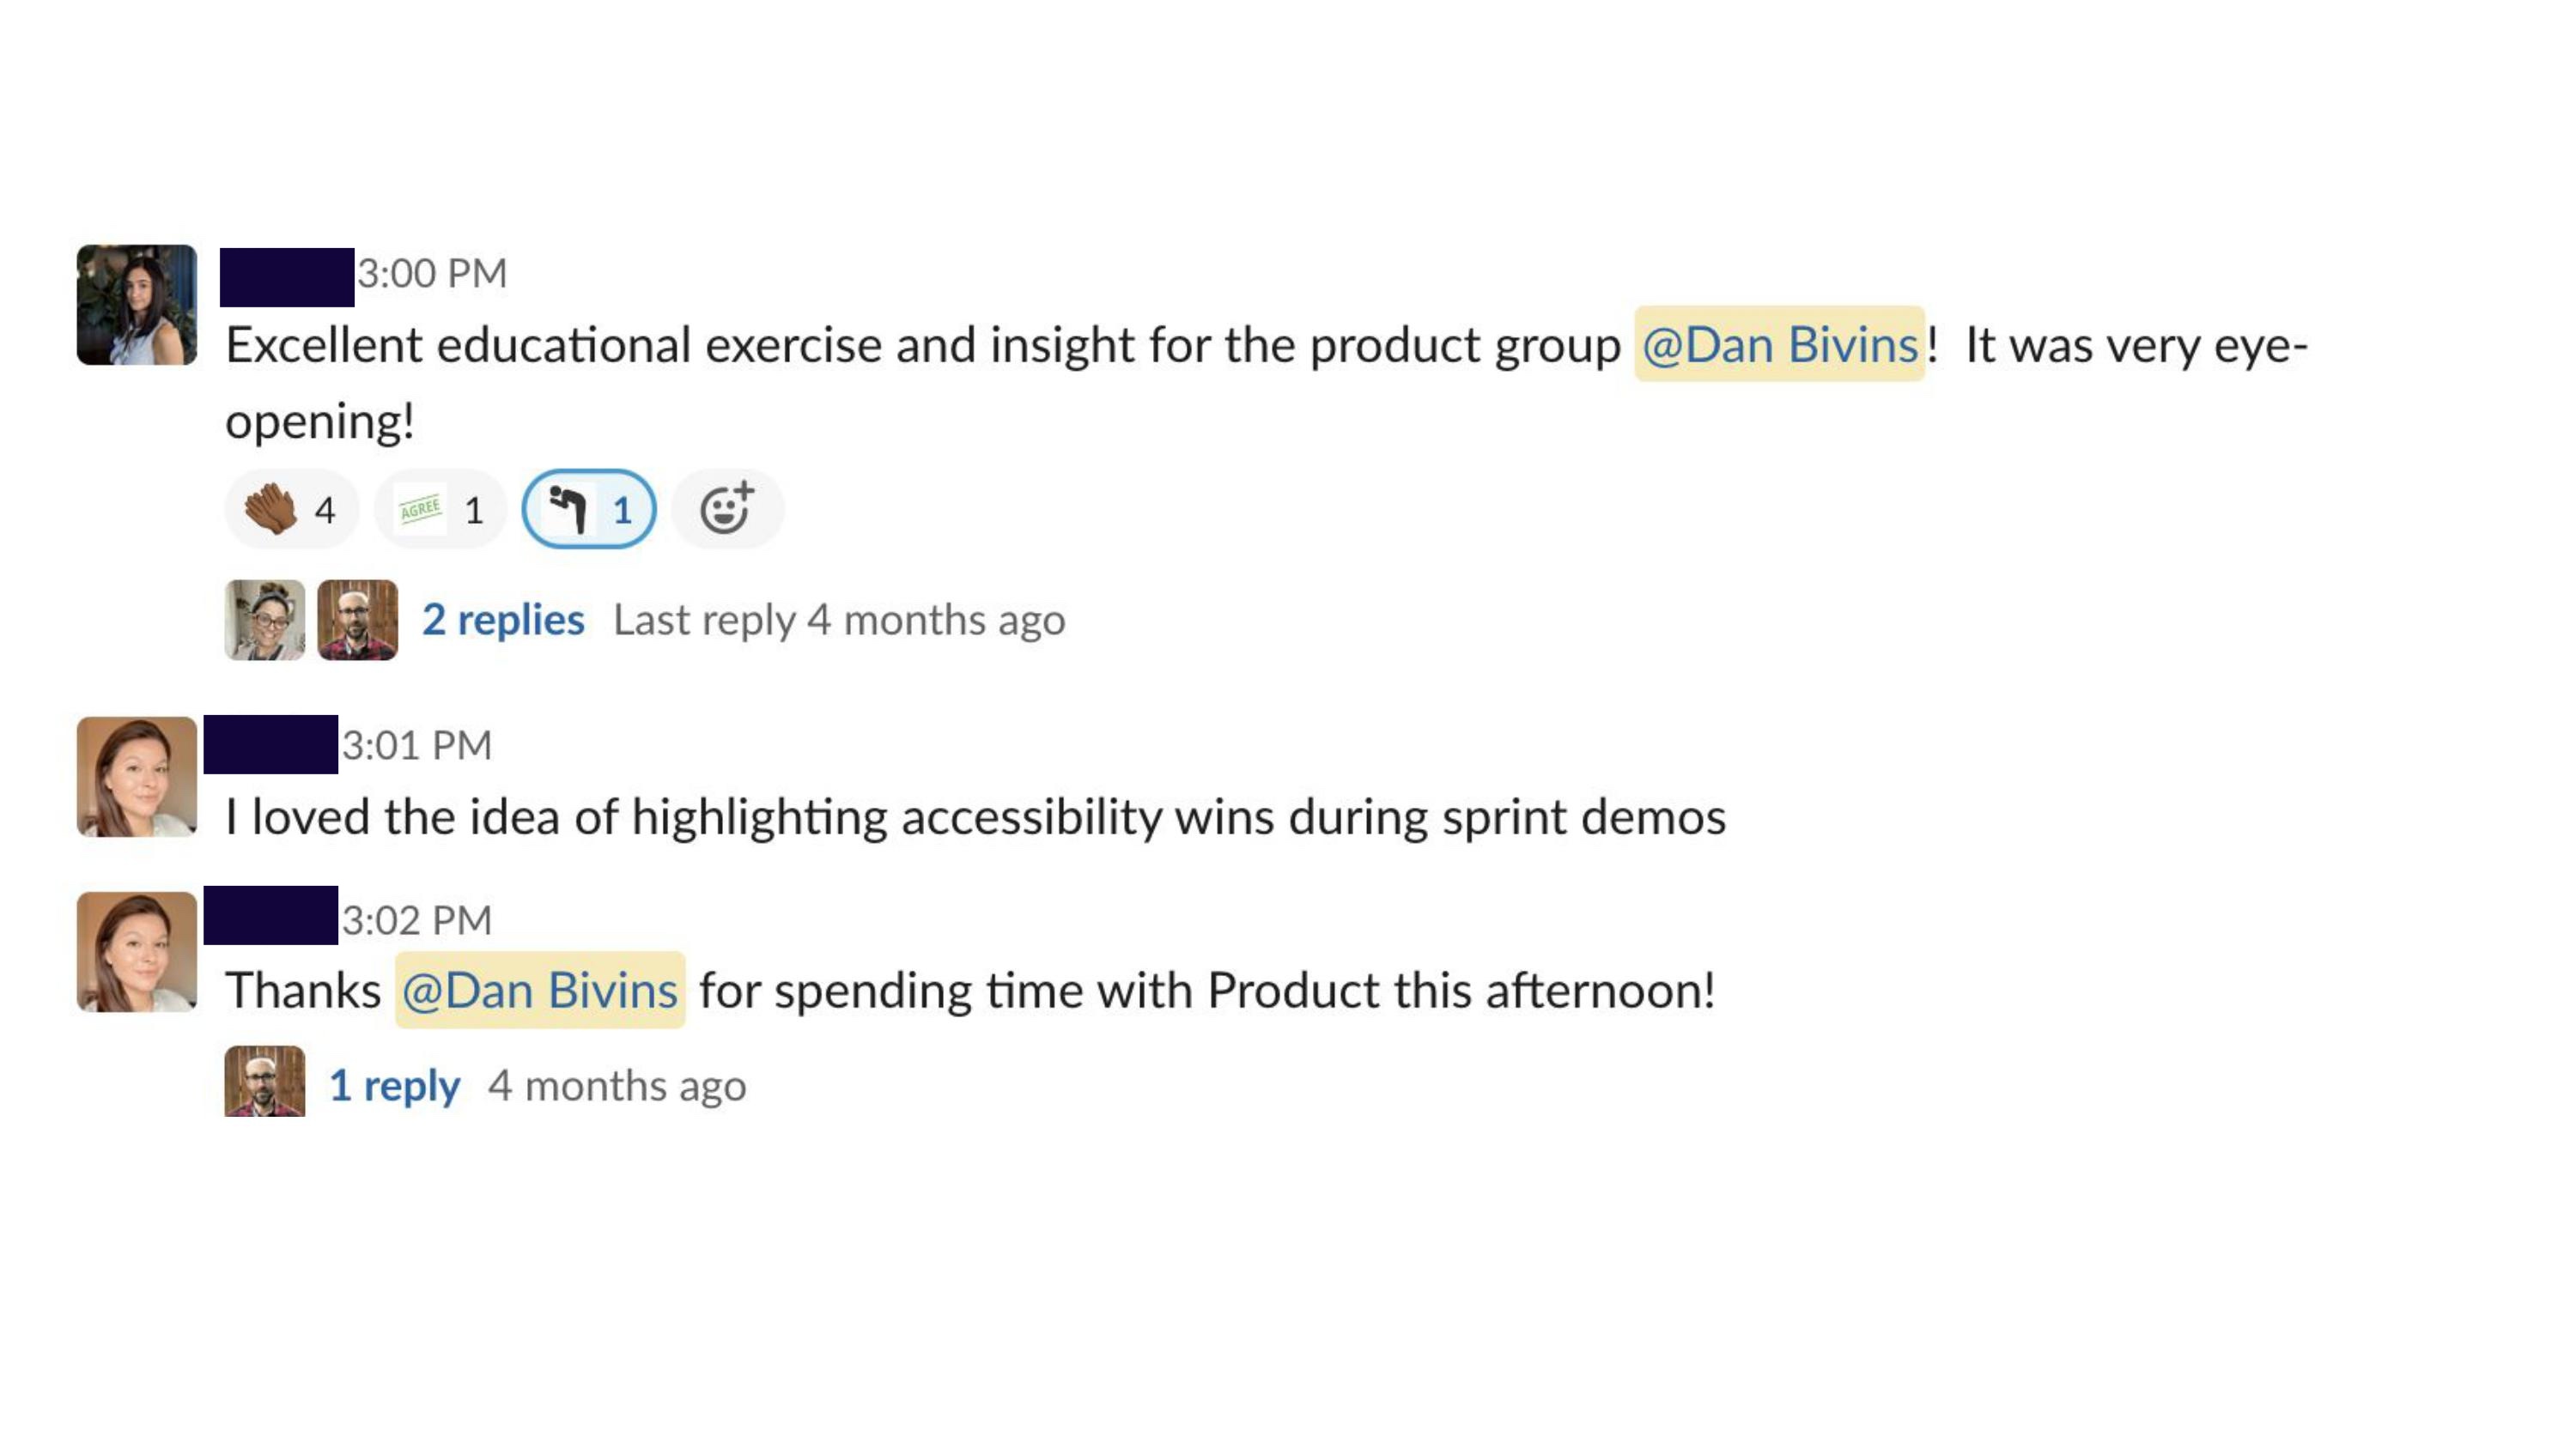 3:00 PM
Excellent educational exercise and insight for the product group @Dan Bivins! It was very eye-
opening!
4 AGREE 1 1
2 replies Last reply 4 months ago
3:01 PM
I loved the idea of highlighting accessibility wins during sprint demos
3:02 PM
Thanks @Dan Bivins for spending time with Product this afternoon!
1 reply 4 months ago